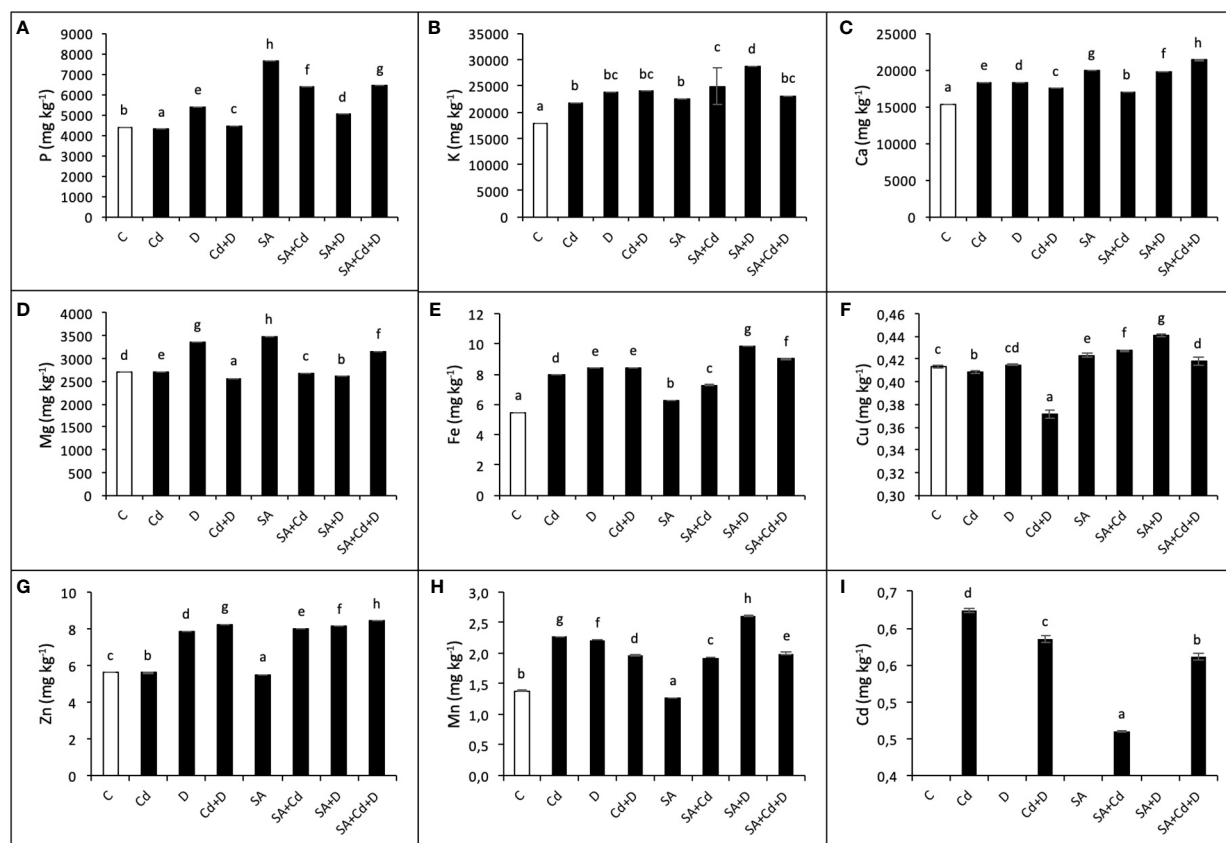 A
P (mg kg⁻¹)
9000
8000
7000
6000
5000
4000
3000
2000
1000
0
b a e c h f d g
C Cd D Cd+D SA SA+Cd SA+D SA+Cd+D
B
K (mg kg⁻¹)
35000
30000
25000
20000
15000
10000
5000
0
a b bc bc b c d bc
C Cd D Cd+D SA SA+Cd SA+D SA+Cd+D
C
Ca (mg kg⁻¹)
25000
20000
15000
10000
5000
0
a e d c g b f h
C Cd D Cd+D SA SA+Cd SA+D SA+Cd+D
D
Mg (mg kg⁻¹)
4000
3500
3000
2500
2000
1500
1000
500
0
d e g a h c b f
C Cd D Cd+D SA SA+Cd SA+D SA+Cd+D
E
Fe (mg kg⁻¹)
12
10
8
6
4
2
0
a d e e b c g f
C Cd D Cd+D SA SA+Cd SA+D SA+Cd+D
F
Cu (mg kg⁻¹)
0,46
0,44
0,42
0,40
0,38
0,36
0,34
0,32
0,30
c b cd a e f g d
C Cd D Cd+D SA SA+Cd SA+D SA+Cd+D
G
Zn (mg kg⁻¹)
10
8
6
4
2
0
c b d g a e f h
C Cd D Cd+D SA SA+Cd SA+D SA+Cd+D
H
Mn (mg kg⁻¹)
3,0
2,5
2,0
1,5
1,0
0,5
0,0
b g f d a c h e
C Cd D Cd+D SA SA+Cd SA+D SA+Cd+D
I
Cd (mg kg⁻¹)
0,7
0,6
0,6
0,5
0,5
0,4
d c a b
C Cd D Cd+D SA SA+Cd SA+D SA+Cd+D